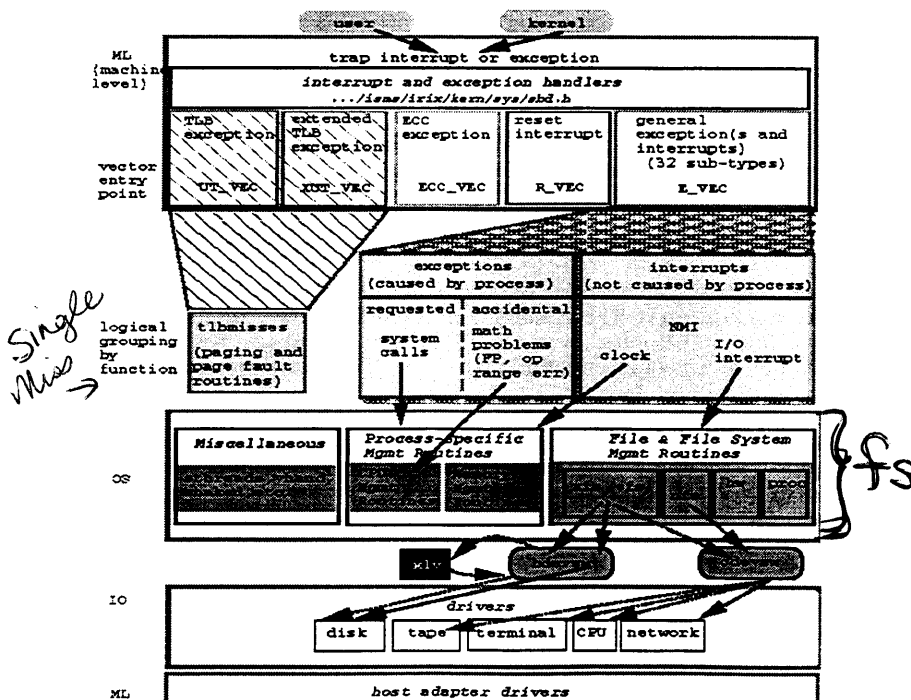 user
kernel
ML
(machine
level)
trap interrupt or exception
interrupt and exception handlers
.../isms/irix/kern/sys/sbd.h
TLB
exception
UT_VEC
extended
TLB
exception
XUT_VEC
ECC
exception
ECC_VEC
reset
interrupt
R_VEC
general
exception(s and
interrupts)
(32 sub-types)
E_VEC
vector
entry
point
exceptions
(caused by process)
interrupts
(not caused by process)
Single
Miss
logical
grouping
by
function
tlbmisses
(paging and
page fault
routines)
requested
system
calls
accidental
math
problems
(FP, op
range err)
NMI
clock
I/O
interrupt
OS
Miscellaneous
Process-Specific
Mgmt Routines
File & File System
Mgmt Routines
proc
fs
xlv
IO
drivers
disk
tape
terminal
CPU
network
ML
host adapter drivers